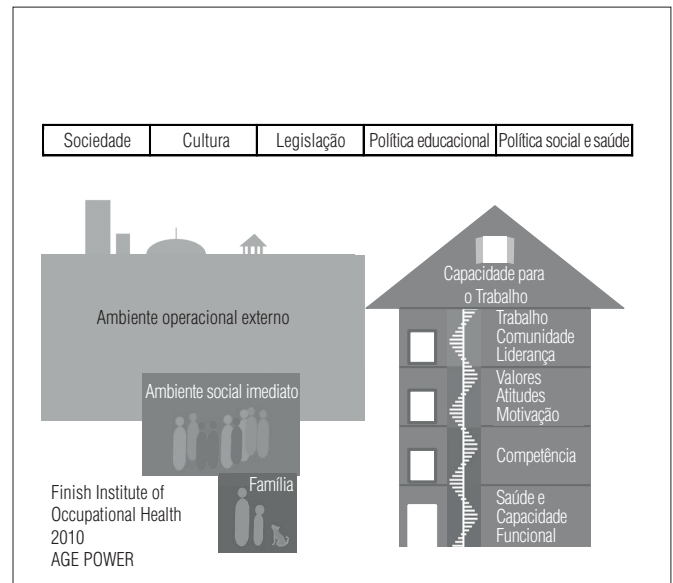 Sociedade
Cultura
Legislação
Política educacional
Política social e saúde
Ambiente operacional externo
Ambiente social imediato
Família
Finish Institute of
Occupational Health
2010
AGE POWER
Capacidade para
o Trabalho
Trabalho
Comunidade
Liderança
Valores
Atitudes
Motivação
Competência
Saúde e
Capacidade
Funcional